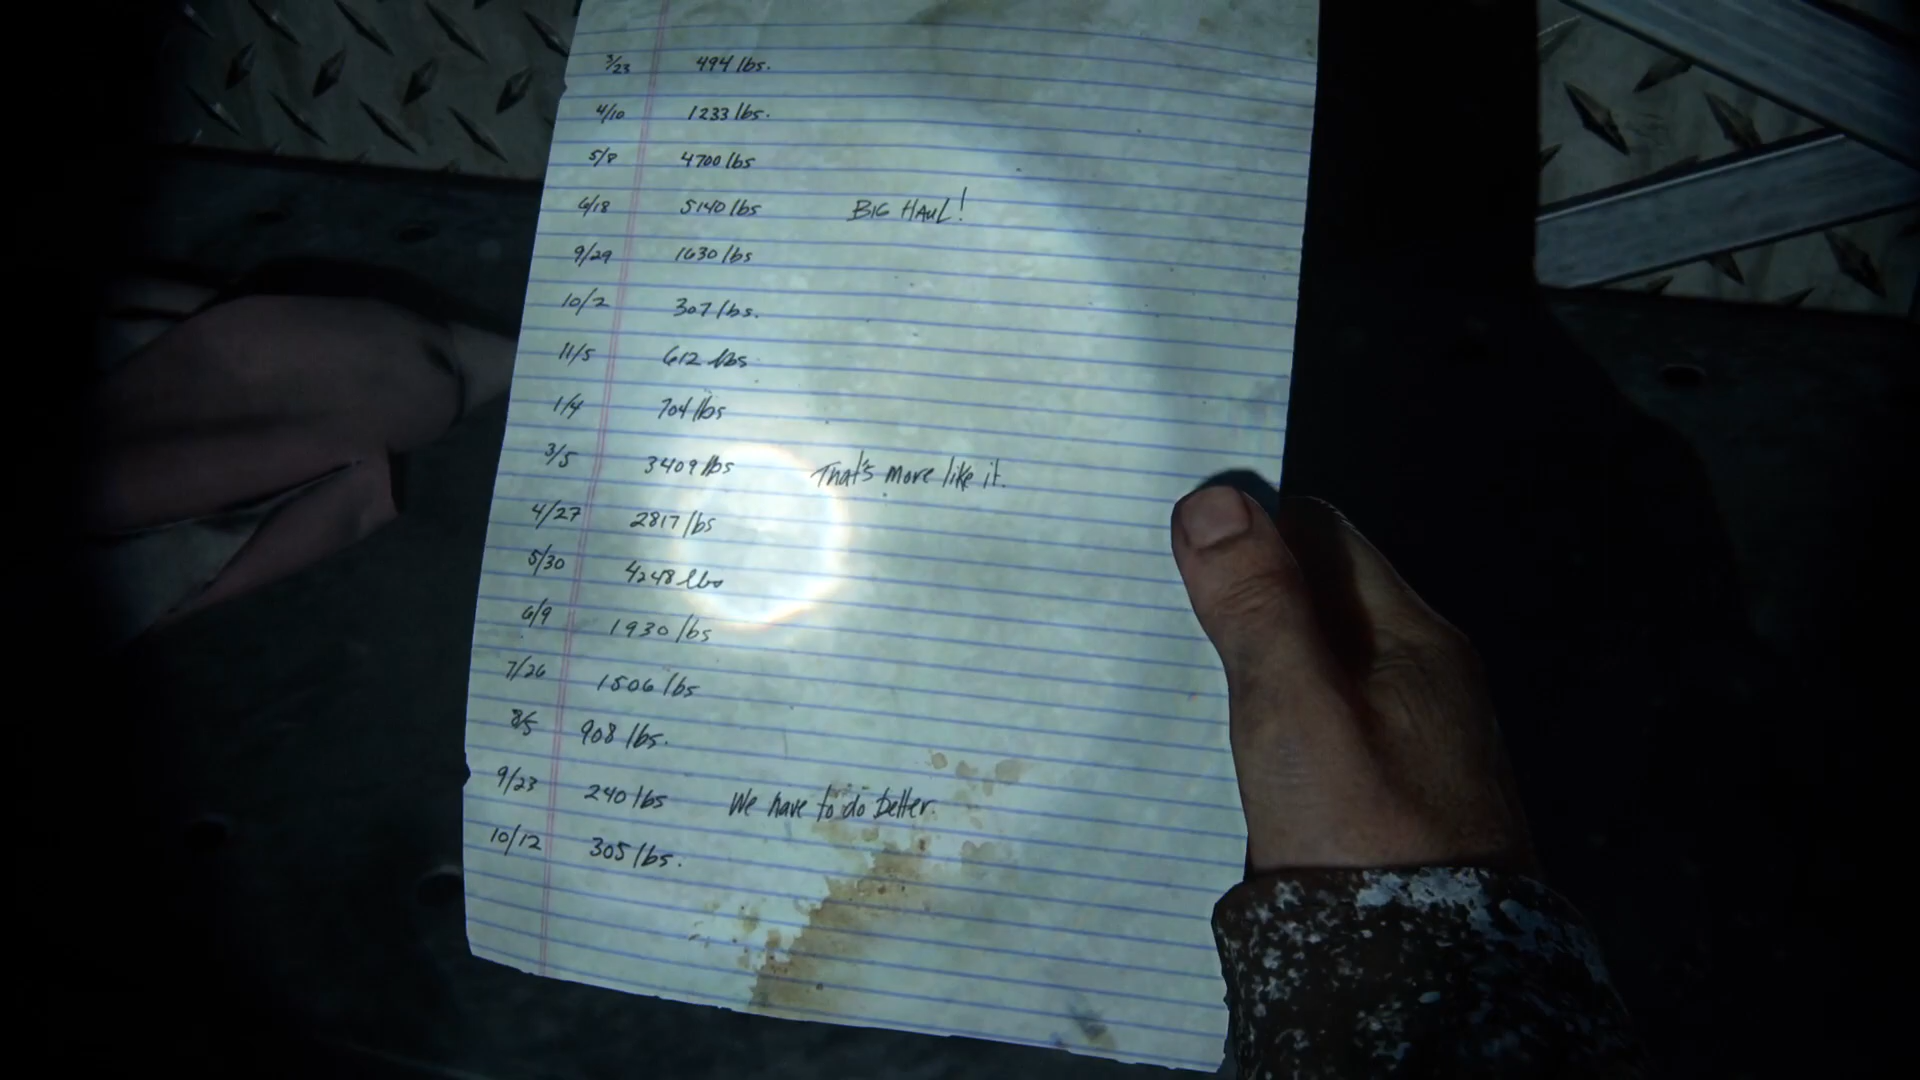 3/23 494 lbs.
4/10 1233 lbs.
5/8 4700 lbs
6/18 5140 lbs BIG HAUL!
9/29 1630 lbs
10/2 307 lbs.
11/5 612 lbs
1/4 704 lbs
3/5 3409 lbs That's more like it.
4/27 2817 lbs
5/30 4248 lbs
6/9 1930 lbs
7/26 1506 lbs
8/5 908 lbs.
9/23 240 lbs We have to do better.
10/12 305 lbs.